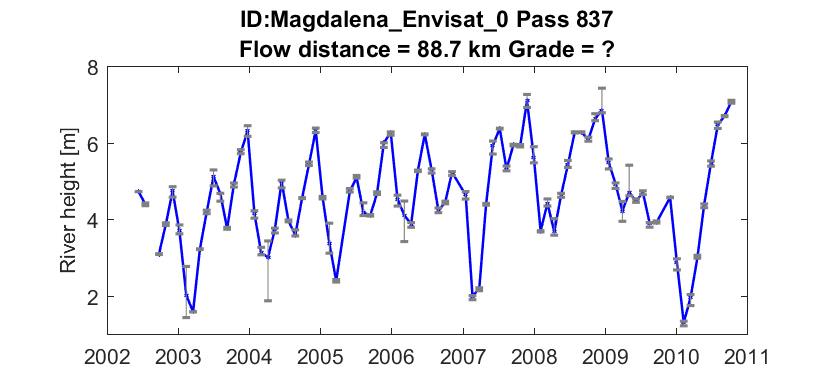 ID:Magdalena_Envisat_0 Pass 837
Flow distance = 88.7 km Grade = ?
River height [m]
8
6
4
2
2002 2003 2004 2005 2006 2007 2008 2009 2010 2011